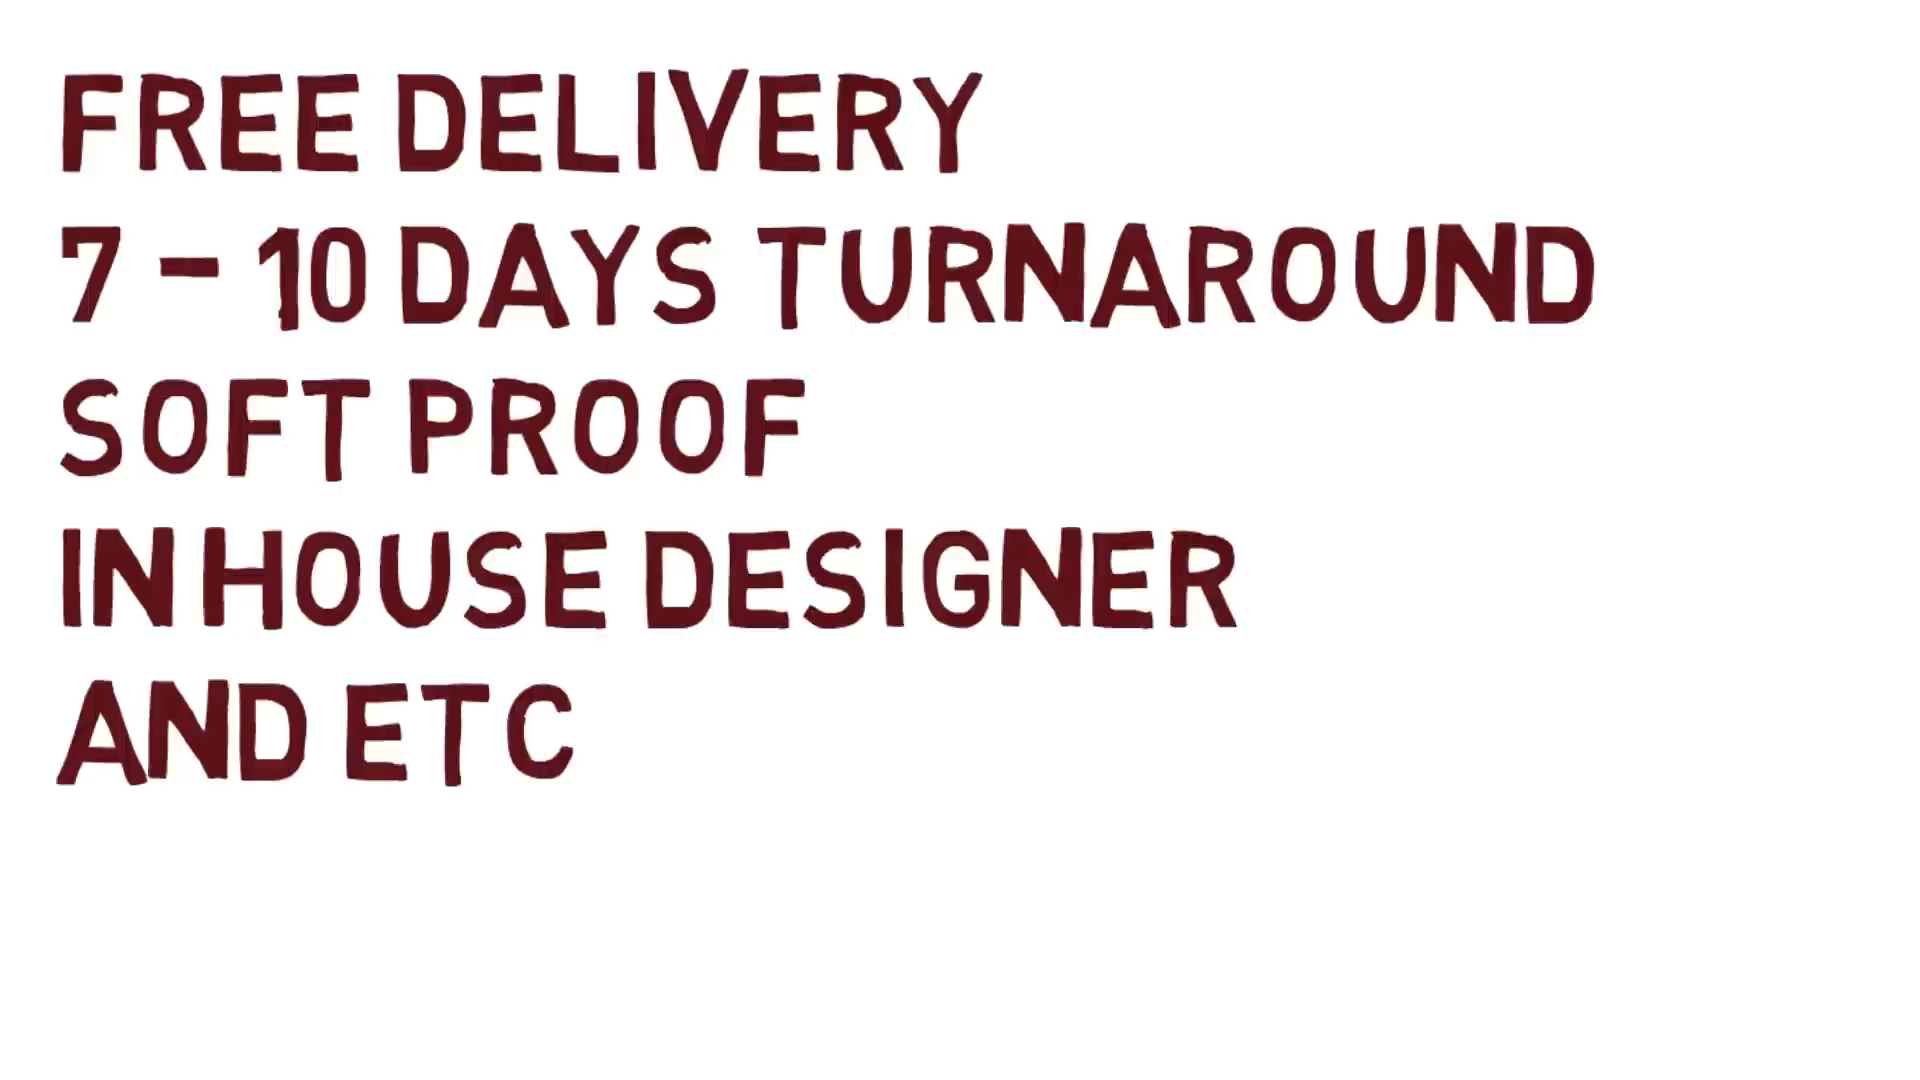 FREE DELIVERY
7 - 10 DAYS TURNAROUND
SOFT PROOF
IN HOUSE DESIGNER
AND ETC